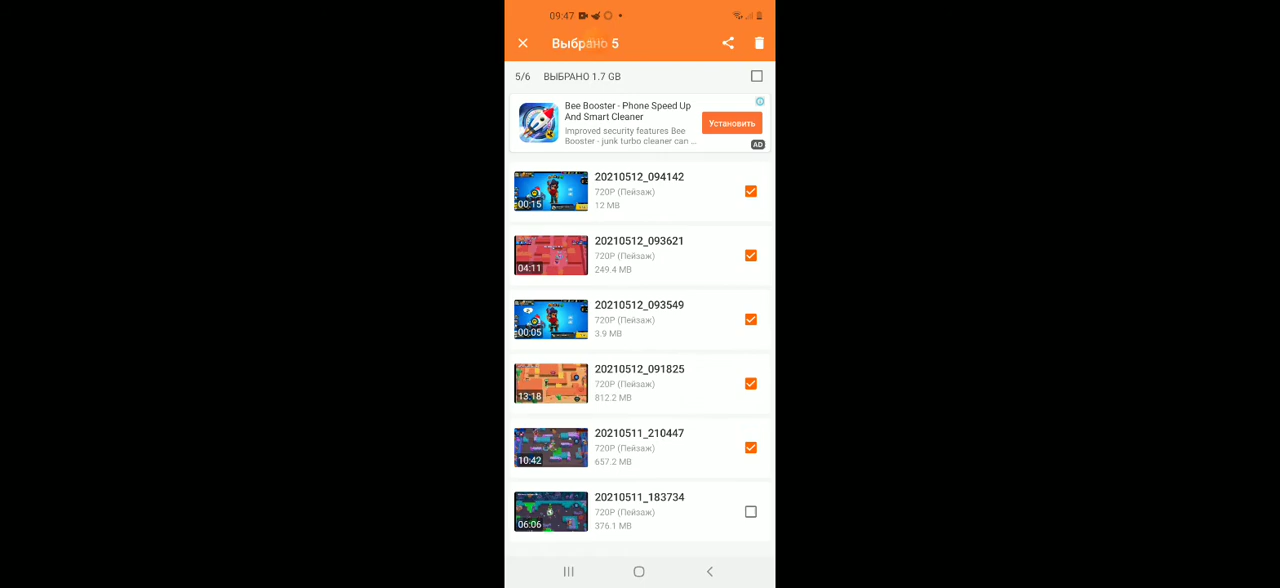 09:47
Выбрано 5
5/6 ВЫБРАНО 1.7 GB
Bee Booster - Phone Speed Up
And Smart Cleaner
Improved security features Bee
Booster - junk turbo cleaner can ...
Установить
AD
20210512_094142
720P (Пейзаж)
12 MB
00:15
20210512_093621
720P (Пейзаж)
249.4 MB
04:11
20210512_093549
720P (Пейзаж)
3.9 MB
00:05
20210512_091825
720P (Пейзаж)
812.2 MB
13:18
20210511_210447
720P (Пейзаж)
657.2 MB
10:42
20210511_183734
720P (Пейзаж)
376.1 MB
06:06